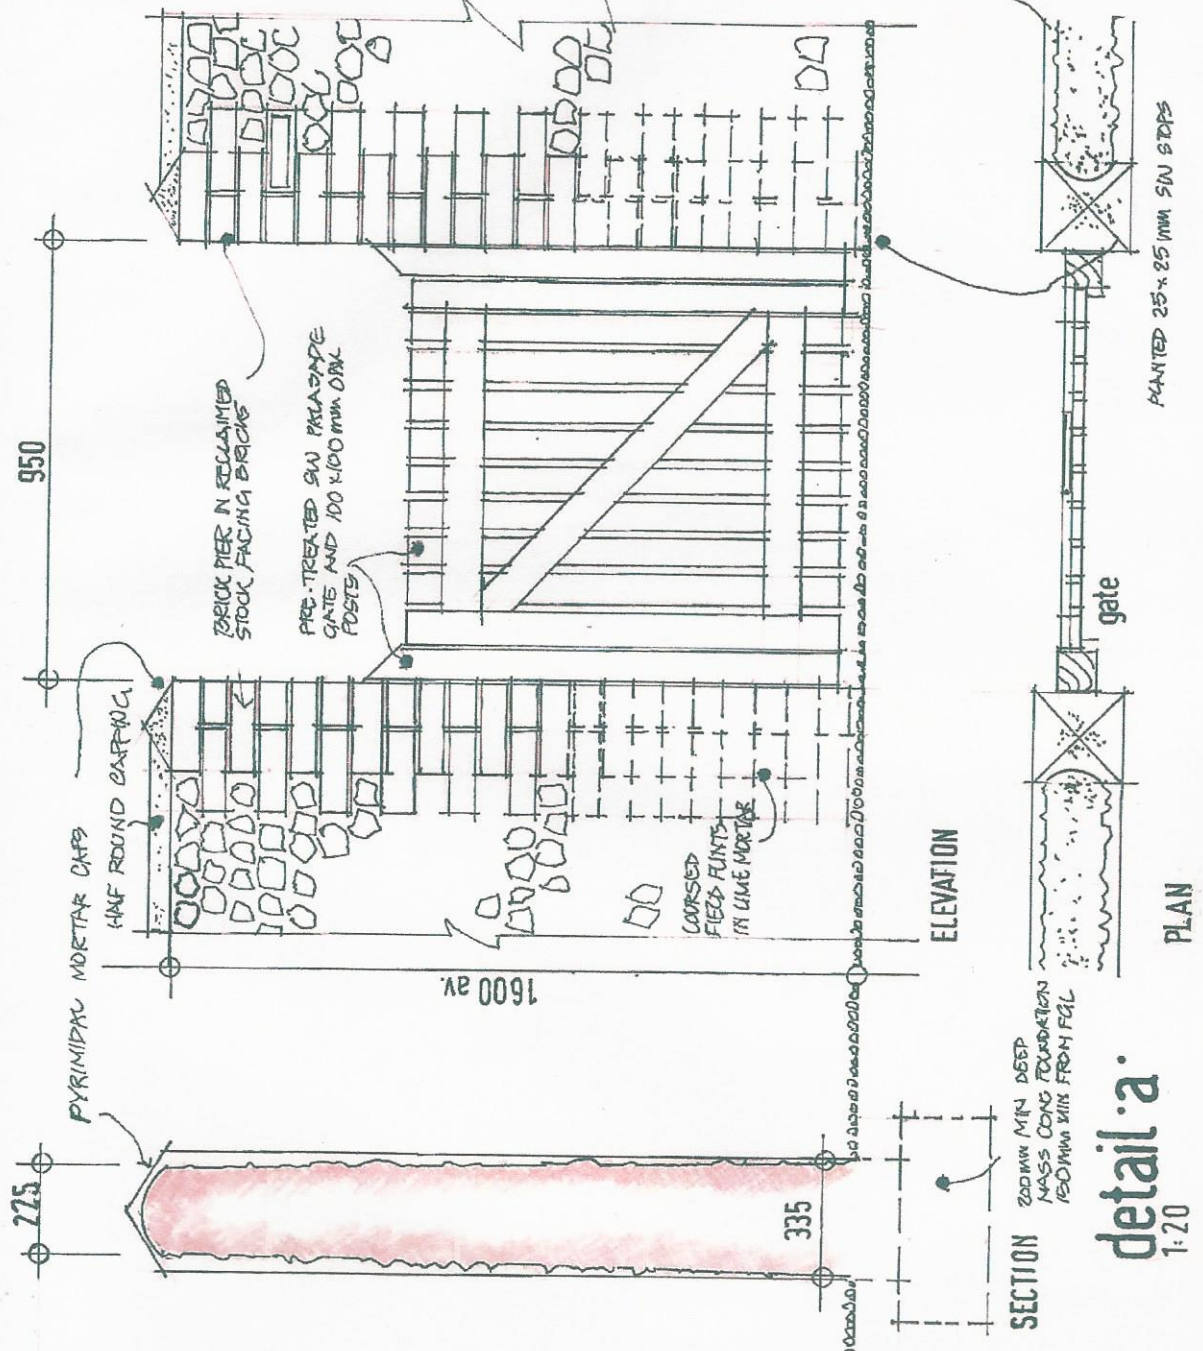 225
950
PYRIMIDAL MORTAR CAPS
HALF ROUND CAPPING
BRICK PIER IN RECLAIMED
STOCK FACING BRICKS
PRE-TREATED SW PALASADE
GATE AND 100 x 100 mm OAK
POSTS
1600 av.
COURSED
FIELD FLINTS
IN LIME MORTAR
335
ELEVATION
SECTION
200mm MIN DEEP
MASS CONC FOUNDATION
150mm MIN FROM FGL
gate
PLANTED 25 x 25 mm SW STOPS
PLAN
detail·a·
1:20